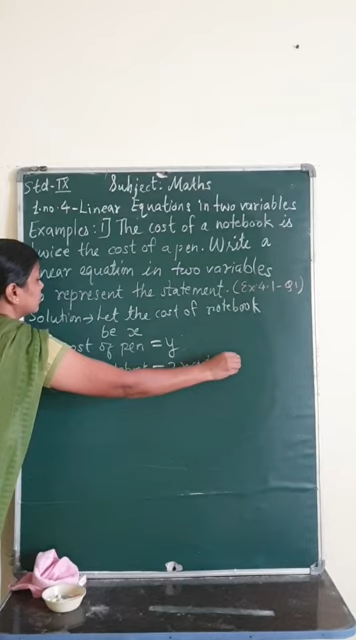 Std-IX Subject: Maths
1.no.4-Linear Equations in two variables
Examples: 1] The cost of a notebook is
twice the cost of a pen. Write a
linear equation in two variables
represent the statement. (Ex.4.1-Q1)
Solution→ Let the cost of notebook
be x
cost of pen = y